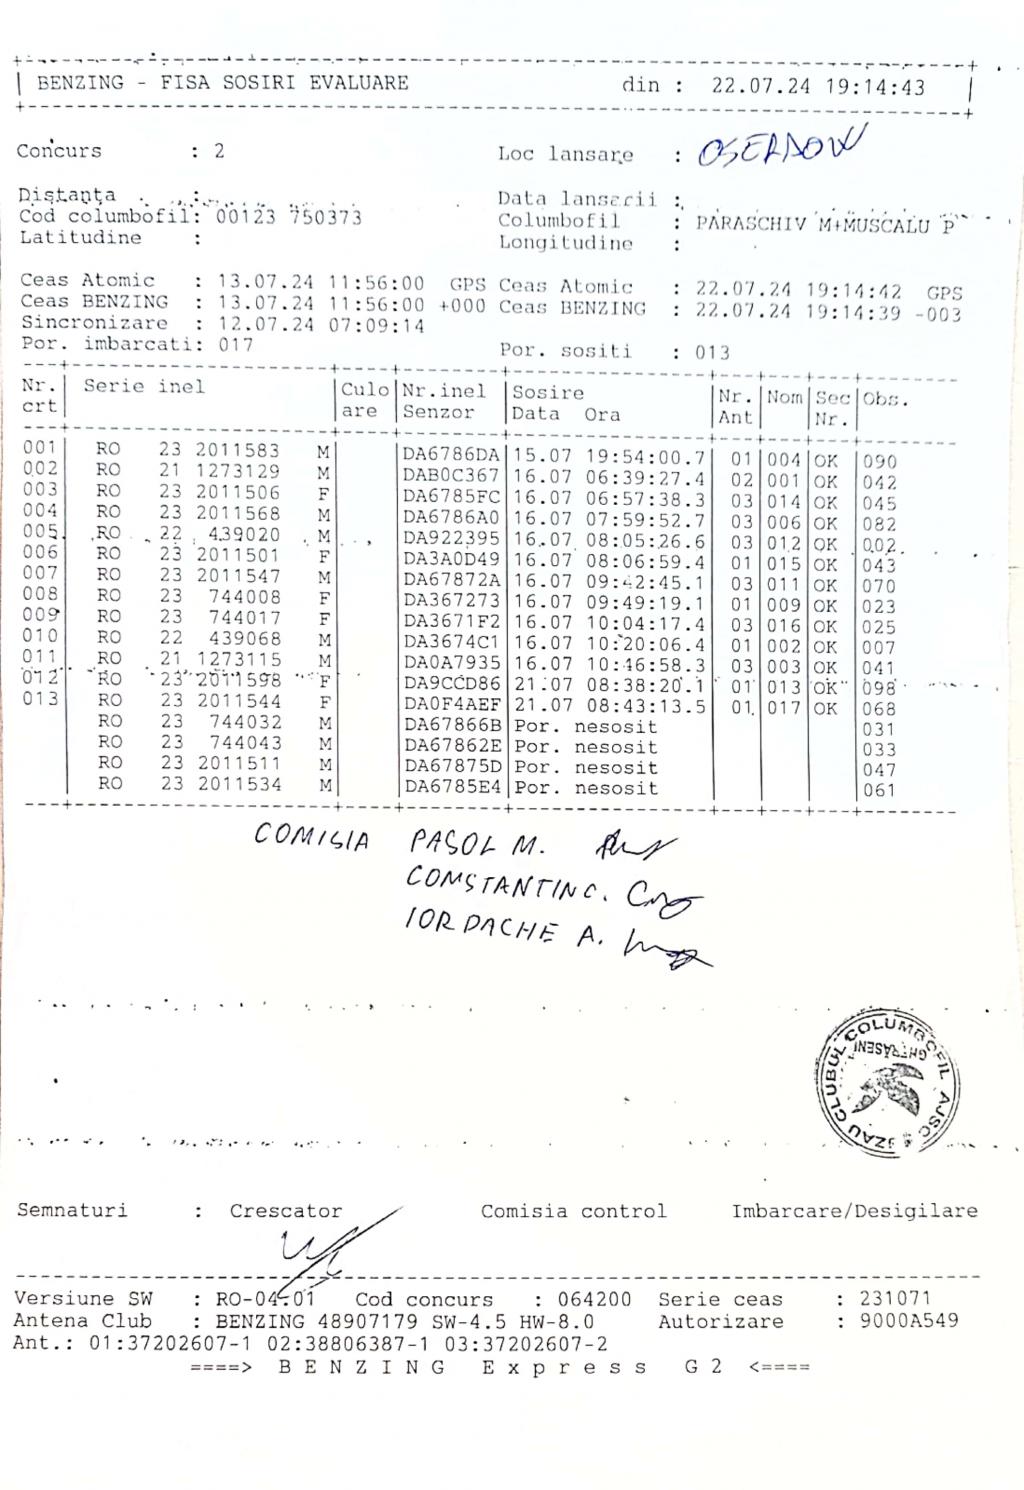 BENZING - FISA SOSIRI EVALUARE din : 22.07.24 19:14:43
Concurs : 2 Loc lansare : OSERDOW
Distanța : Data lansarii :
Cod columbofil: 00123 750373 Columbofil : PARASCHIV M+MUSCALU P
Latitudine : Longitudine :
Ceas Atomic : 13.07.24 11:56:00 GPS Ceas Atomic : 22.07.24 19:14:42 GPS
Ceas BENZING : 13.07.24 11:56:00 +000 Ceas BENZING : 22.07.24 19:14:39 -003
Sincronizare : 12.07.24 07:09:14
Por. imbarcati: 017 Por. sositi : 013
Nr. Serie inel Culo Nr.inel Sosire Nr. Nom Sec Obs.
crt are Senzor Data Ora Ant Nr.
001 RO 23 2011583 M DA6786DA 15.07 19:54:00.7 01 004 OK 090
002 RO 21 1273129 M DAB0C367 16.07 06:39:27.4 02 001 OK 042
003 RO 23 2011506 F DA6785FC 16.07 06:57:38.3 03 014 OK 045
004 RO 23 2011568 M DA6786A0 16.07 07:59:52.7 03 006 OK 082
005 RO 22 439020 M DA922395 16.07 08:05:26.6 03 012 OK 002
006 RO 23 2011501 F DA3A0D49 16.07 08:06:59.4 01 015 OK 043
007 RO 23 2011547 M DA67872A 16.07 09:42:45.1 03 011 OK 070
008 RO 23 744008 F DA367273 16.07 09:49:19.1 01 009 OK 023
009 RO 23 744017 F DA3671F2 16.07 10:04:17.4 03 016 OK 025
010 RO 22 439068 M DA3674C1 16.07 10:20:06.4 01 002 OK 007
011 RO 21 1273115 M DA0A7935 16.07 10:46:58.3 03 003 OK 041
012 RO 23 2011598 F DA9CCD86 21.07 08:38:20.1 01 013 OK 098
013 RO 23 2011544 F DA0F4AEF 21.07 08:43:13.5 01 017 OK 068
RO 23 744032 M DA67866B Por. nesosit 031
RO 23 744043 M DA67862E Por. nesosit 033
RO 23 2011511 M DA67875D Por. nesosit 047
RO 23 2011534 M DA6785E4 Por. nesosit 061
COMISIA PASOL M.
CONSTANTIN C.
IORDACHE A.
CLUBUL COLUMBOFIL AJSC BUZAU
GHERASENI
Semnaturi : Crescator Comisia control Imbarcare/Desigilare
Versiune SW : RO-04.01 Cod concurs : 064200 Serie ceas : 231071
Antena Club : BENZING 48907179 SW-4.5 HW-8.0 Autorizare : 9000A549
Ant.: 01:37202607-1 02:38806387-1 03:37202607-2
====> B E N Z I N G E x p r e s s G 2 <====